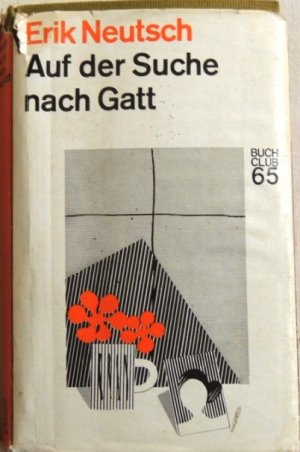 Erik Neutsch
Auf der Suche
nach Gatt
BUCH
CLUB
65